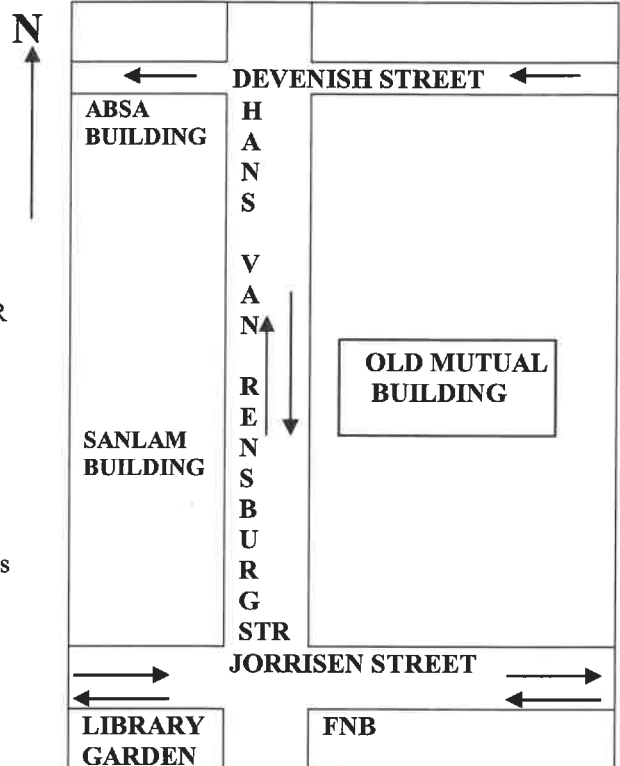 N
DEVENISH STREET
ABSA
BUILDING
HANS VAN RENSBURG
STR
R
OLD MUTUAL
BUILDING
SANLAM
BUILDING
s
JORRISEN STREET
LIBRARY
GARDEN
FNB